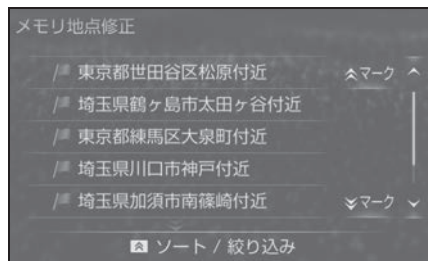 メモリ地点修正
東京都世田谷区松原付近
マーク
埼玉県鶴ヶ島市太田ヶ谷付近
東京都練馬区大泉町付近
埼玉県川口市神戸付近
埼玉県加須市南篠崎付近
マーク
ソート / 絞り込み